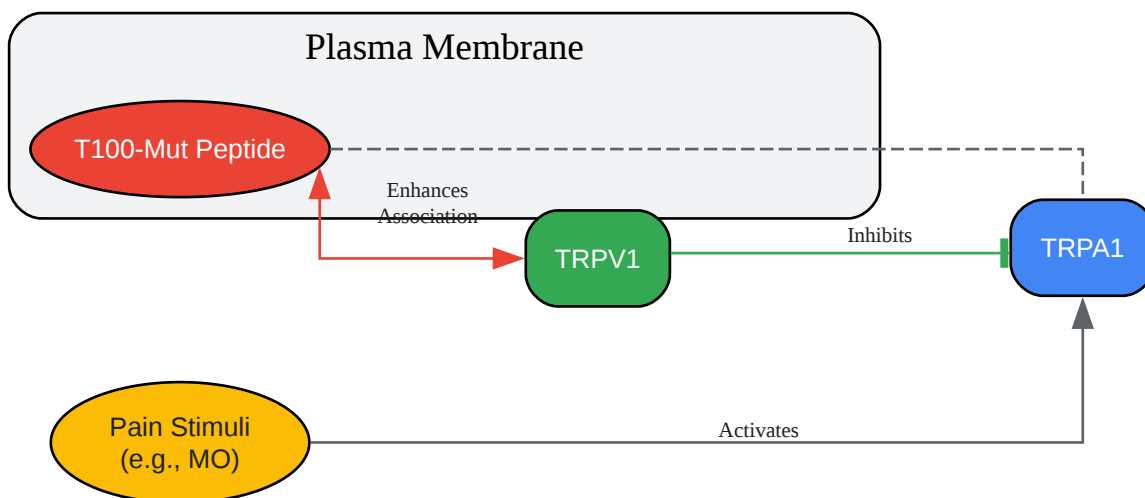 Plasma Membrane
T100-Mut Peptide
Enhances
Association
TRPV1
Inhibits
TRPA1
Pain Stimuli
(e.g., MO)
Activates